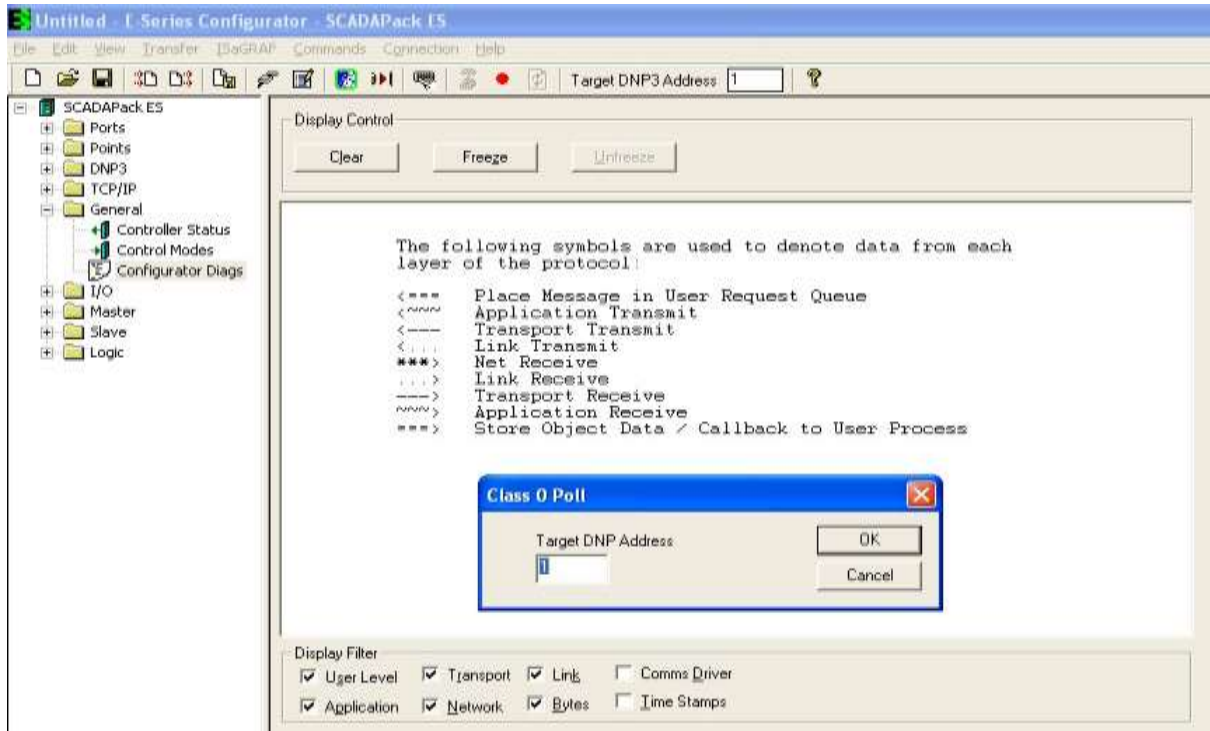 Untitled - E-Series Configurator - SCADAPack ES
File Edit View Transfer ISaGRAF Commands Connection Help
Target DNP3 Address 1
SCADAPack ES
Ports
Points
DNP3
TCP/IP
General
Controller Status
Control Modes
Configurator Diags
I/O
Master
Slave
Logic
Display Control
Clear Freeze Unfreeze
The following symbols are used to denote data from each
layer of the protocol:
<=== Place Message in User Request Queue
<~~~ Application Transmit
<--- Transport Transmit
<... Link Transmit
***> Net Receive
...> Link Receive
---> Transport Receive
~~~> Application Receive
===> Store Object Data / Callback to User Process
Class 0 Poll
Target DNP Address
1
OK
Cancel
Display Filter
User Level Transport Link Comms Driver
Application Network Bytes Time Stamps